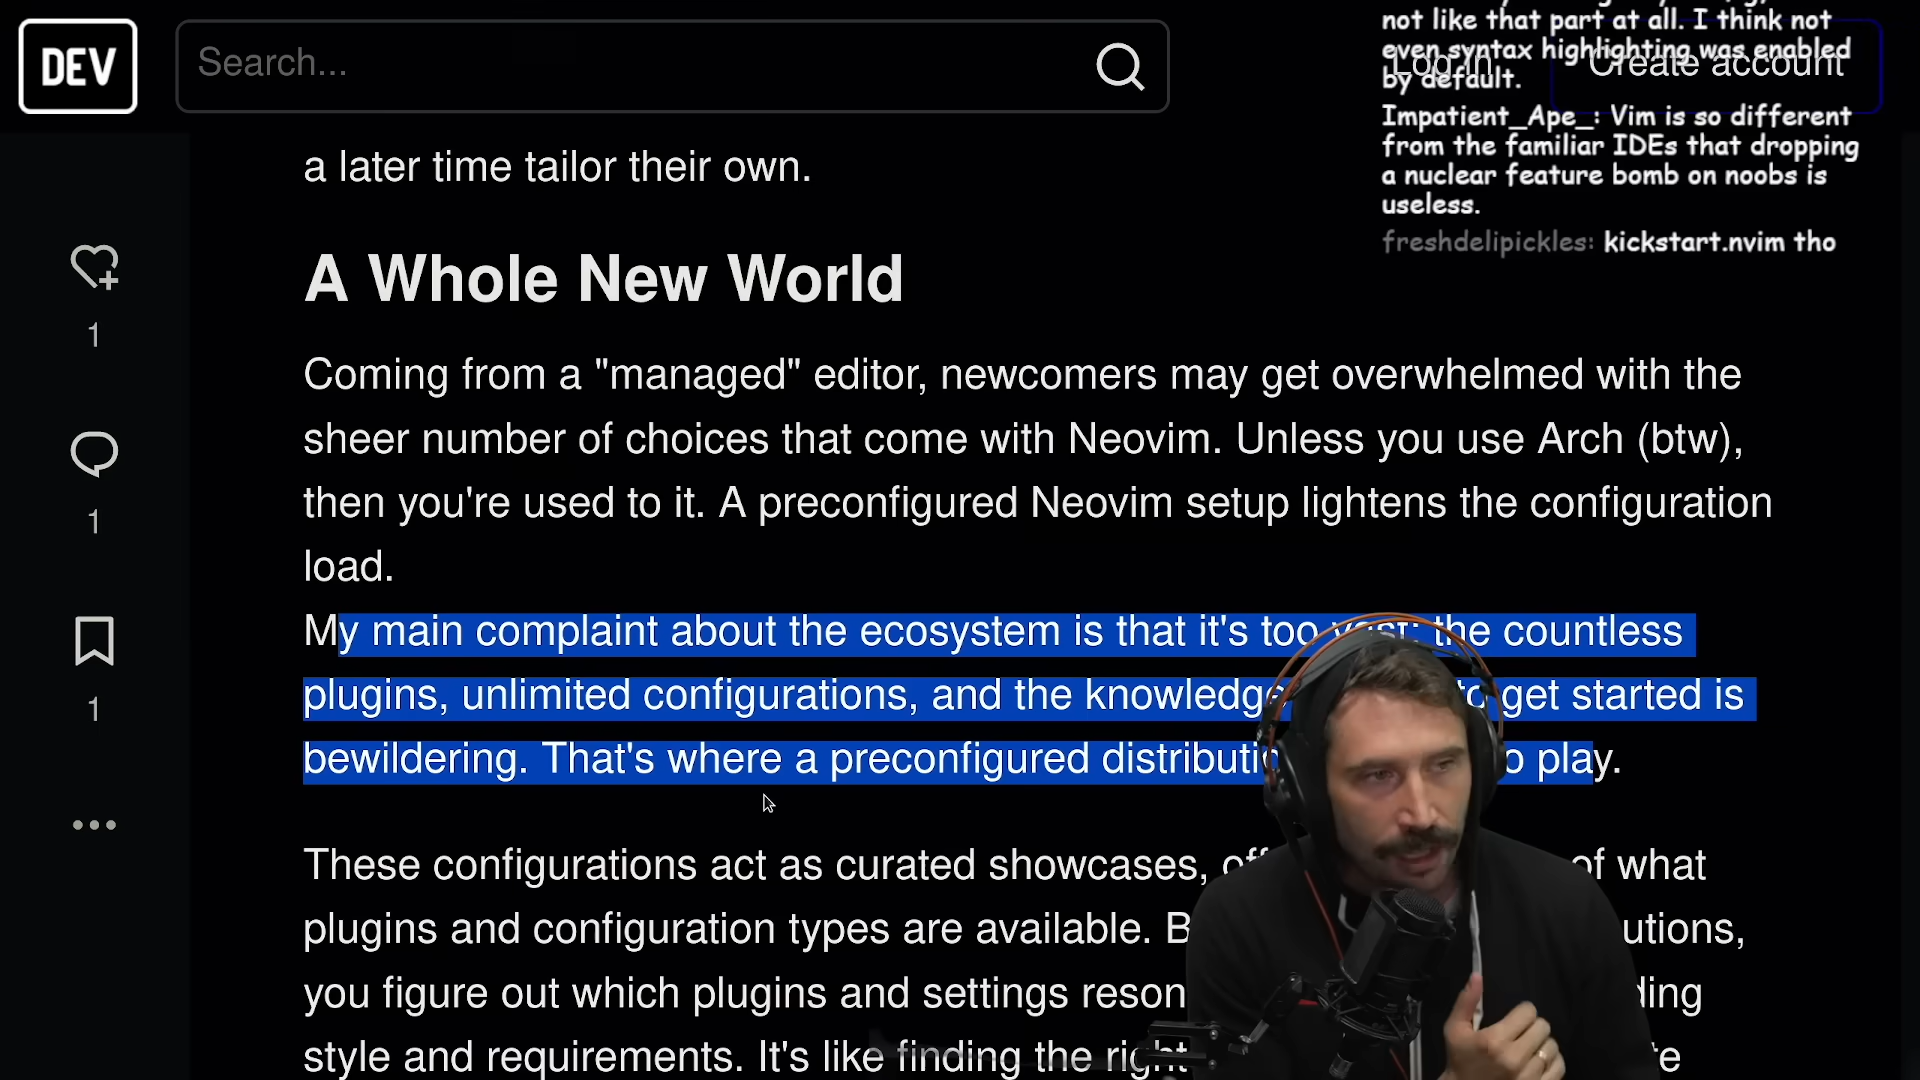 DEV
Search...
Log in
Create account
not like that part at all. I think not
even syntax highlighting was enabled
by default.
Impatient_Ape_: Vim is so different
from the familiar IDEs that dropping
a nuclear feature bomb on noobs is
useless.
freshdelipickles: kickstart.nvim tho
a later time tailor their own.
A Whole New World
1
Coming from a "managed" editor, newcomers may get overwhelmed with the
sheer number of choices that come with Neovim. Unless you use Arch (btw),
1
then you're used to it. A preconfigured Neovim setup lightens the configuration
load.
My main complaint about the ecosystem is that it's too vast; the countless
plugins, unlimited configurations, and the knowledge to get started is
1
bewildering. That's where a preconfigured play.
These configurations act as curated showcases, of what
plugins and configuration types are available.
you figure out which plugins and settings
style and requirements. It's like finding the right